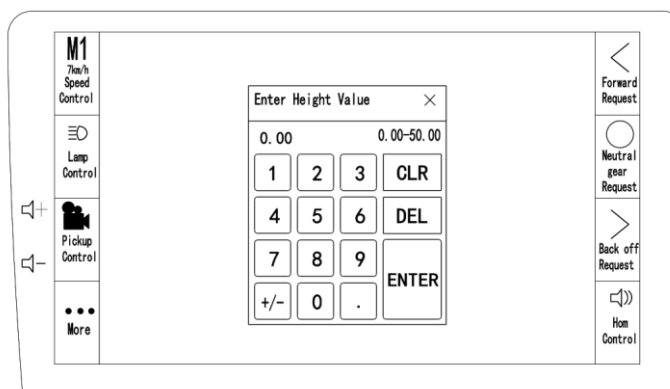 M1
7km/h
Speed
Control
Lamp
Control
Pickup
Control
More
Enter Height Value ×
0.00 0.00-50.00
1 2 3 CLR
4 5 6 DEL
7 8 9
ENTER
+/- 0 .
Forward
Request
Neutral
gear
Request
Back off
Request
Hom
Control